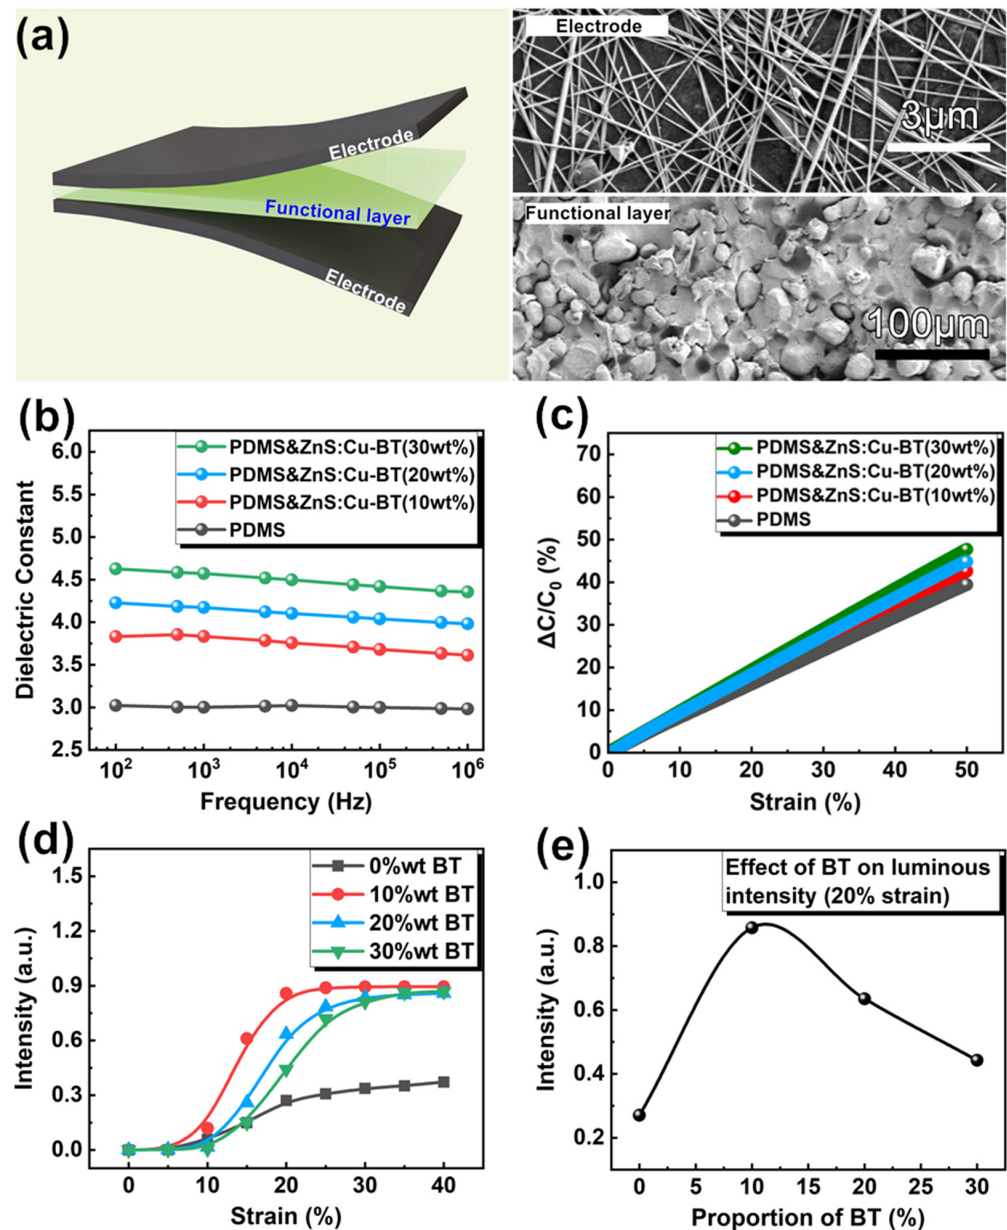 (a)
Electrode
Functional layer
Electrode
Electrode
3μm
Functional layer
100μm
(b)
PDMS&ZnS:Cu-BT(30wt%)
PDMS&ZnS:Cu-BT(20wt%)
PDMS&ZnS:Cu-BT(10wt%)
PDMS
6.0
5.5
5.0
4.5
4.0
3.5
3.0
2.5
Dielectric Constant
10² 10³ 10⁴ 10⁵ 10⁶
Frequency (Hz)
(c)
PDMS&ZnS:Cu-BT(30wt%)
PDMS&ZnS:Cu-BT(20wt%)
PDMS&ZnS:Cu-BT(10wt%)
PDMS
70
60
50
40
30
20
10
0
ΔC/C₀ (%)
0 10 20 30 40 50
Strain (%)
(d)
0%wt BT
10%wt BT
20%wt BT
30%wt BT
1.5
1.2
0.9
0.6
0.3
0.0
Intensity (a.u.)
0 10 20 30 40
Strain (%)
(e)
Effect of BT on luminous
intensity (20% strain)
1.0
0.8
0.6
0.4
0.2
Intensity (a.u.)
0 5 10 15 20 25 30
Proportion of BT (%)